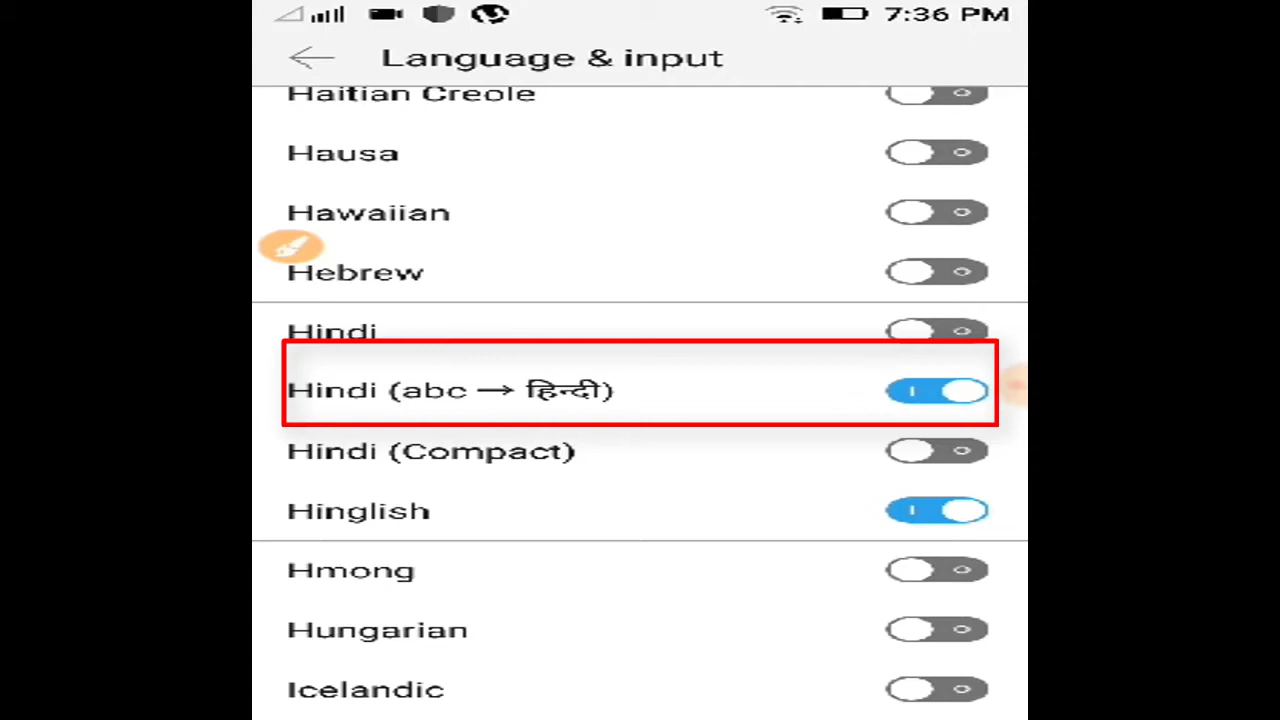 7:36 PM
Language & input
Haitian Creole
Hausa
Hawaiian
Hebrew
Hindi
Hindi (abc → हिन्दी)
Hindi (Compact)
Hinglish
Hmong
Hungarian
Icelandic